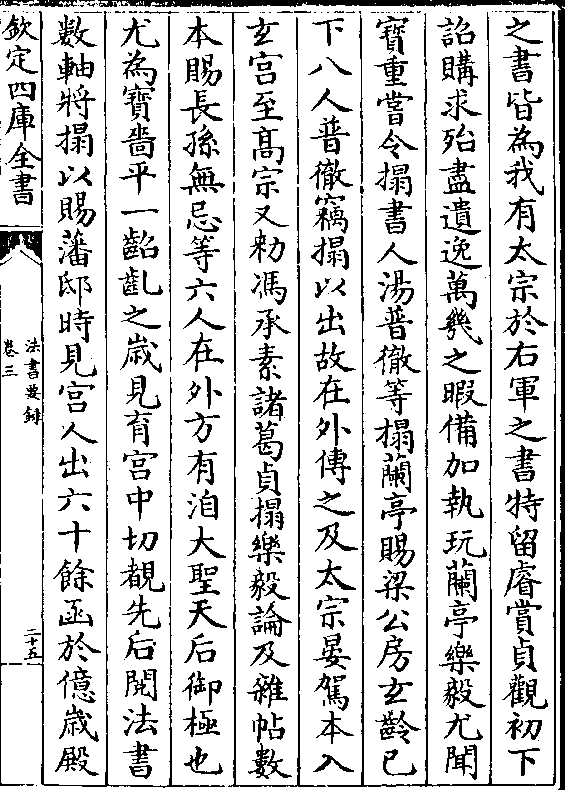 之書皆為我有太宗於右軍之書特留睿賞貞觀初下
詔購求殆盡遺逸萬㡬之暇備加執玩蘭亭樂毅尤聞
寶重嘗令搨書人湯普徹等搨蘭亭賜梁公房玄齡已
下八人普徹竊搨以出故在外傳之及太宗晏駕本入
玄宮至髙宗又勅馮承素諸葛貞搨樂毅論及雜帖數
本賜長孫無忌等六人在外方有洎大聖天后御極也
尤為寶嗇平一齠齓之歲見育宫中切覩先后閲法書
數軸將搨以賜藩邸時見宫人出六十餘函於億歲殿
欽定四庫全書
法書要錄
卷三
二十五